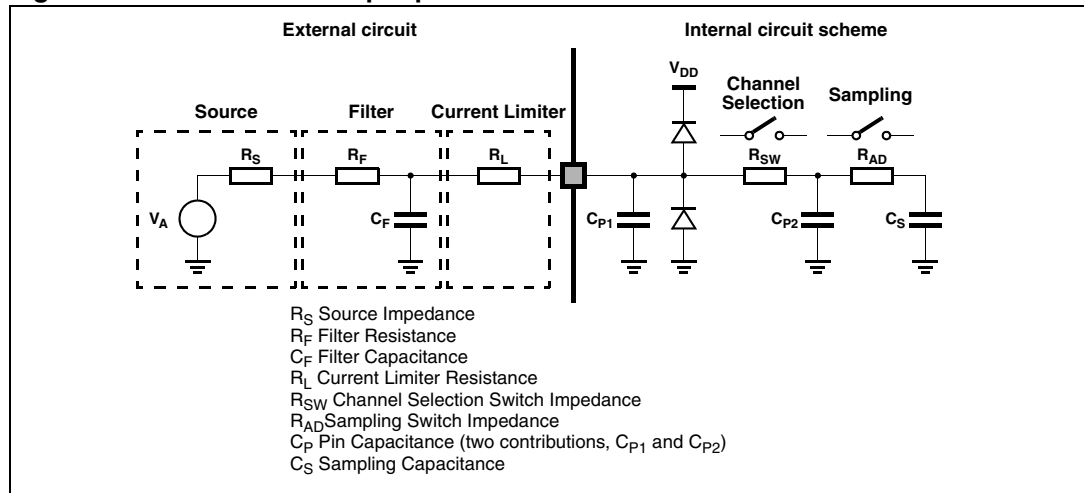 External circuit
Internal circuit scheme
V_DD
Channel
Selection
Sampling
Source
Filter
Current Limiter
R_S
R_F
R_L
R_SW
R_AD
V_A
C_F
C_P1
C_P2
C_S
R_S Source Impedance
R_F Filter Resistance
C_F Filter Capacitance
R_L Current Limiter Resistance
R_SW Channel Selection Switch Impedance
R_ADSampling Switch Impedance
C_P Pin Capacitance (two contributions, C_P1 and C_P2)
C_S Sampling Capacitance